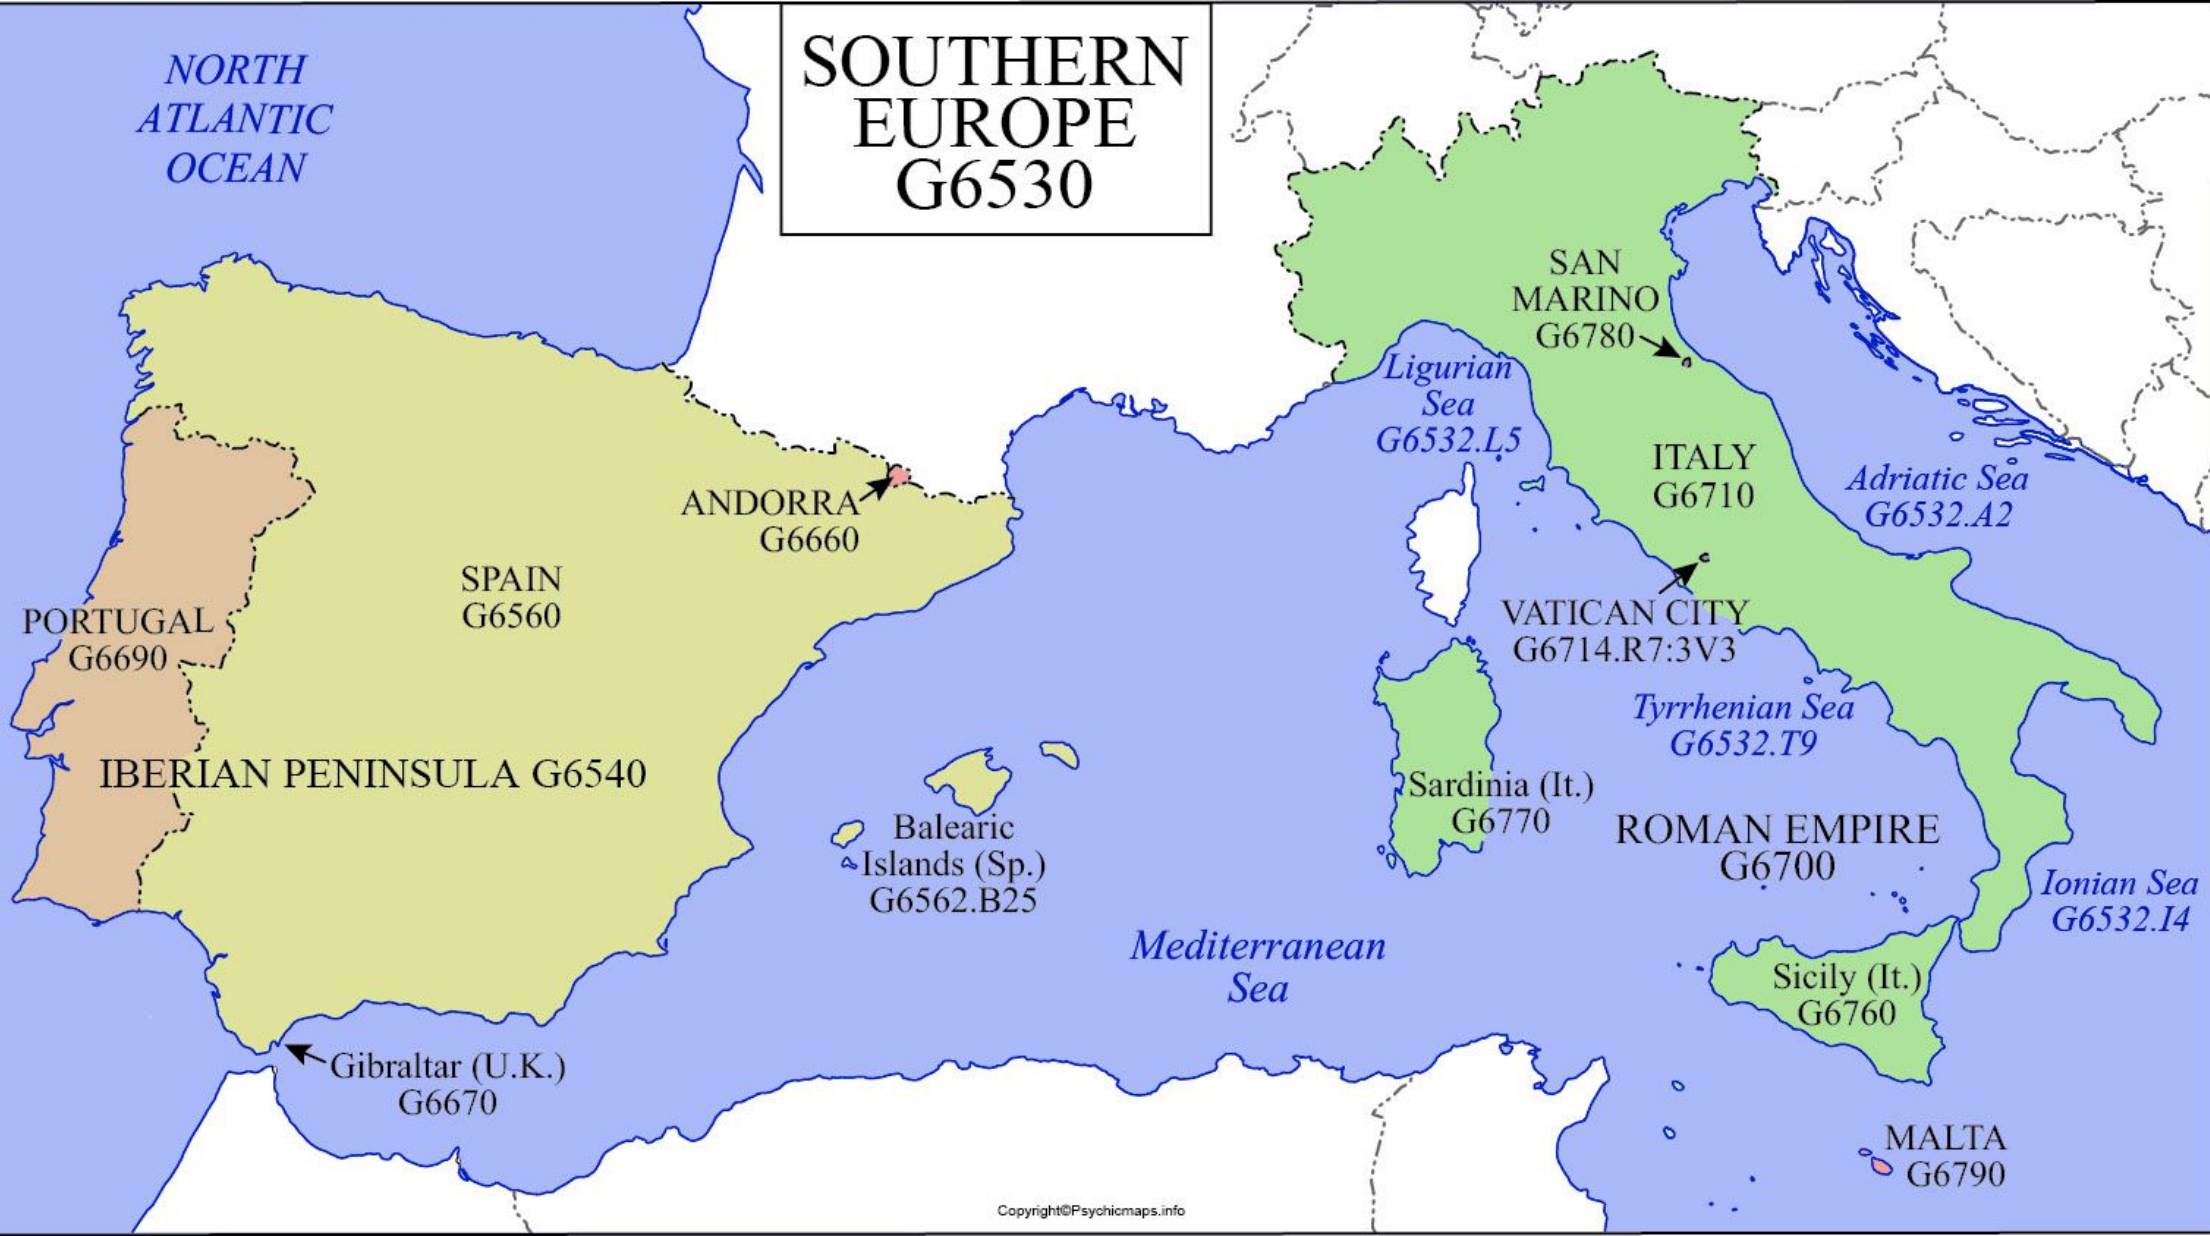 NORTH
ATLANTIC
OCEAN
SOUTHERN
EUROPE
G6530
SAN
MARINO
G6780
Ligurian
Sea
G6532.L5
ITALY
G6710
Adriatic Sea
G6532.A2
ANDORRA
G6660
SPAIN
G6560
PORTUGAL
G6690
VATICAN CITY
G6714.R7:3V3
Tyrrhenian Sea
G6532.T9
IBERIAN PENINSULA G6540
Sardinia (It.)
G6770
Balearic
Islands (Sp.)
G6562.B25
ROMAN EMPIRE
G6700
Ionian Sea
G6532.I4
Mediterranean
Sea
Sicily (It.)
G6760
Gibraltar (U.K.)
G6670
MALTA
G6790
Copyright©Psychicmaps.info